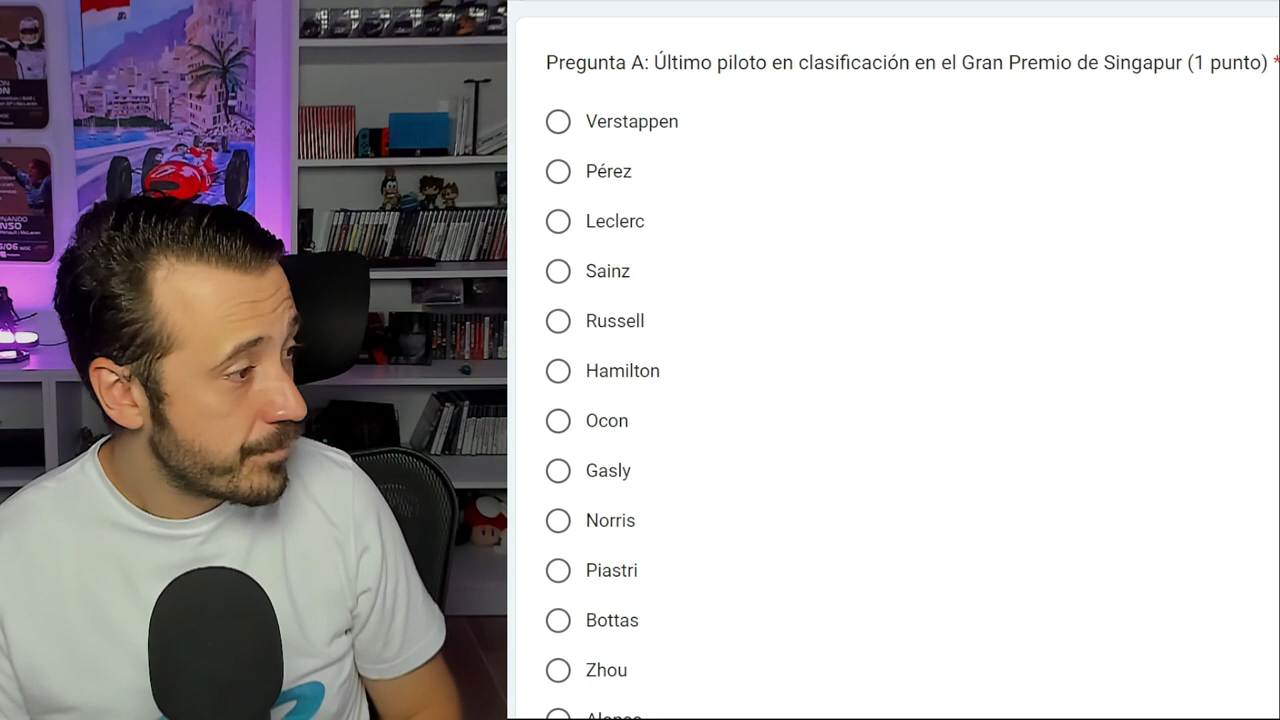 Pregunta A: Último piloto en clasificación en el Gran Premio de Singapur (1 punto) *
Verstappen
Pérez
Leclerc
Sainz
Russell
Hamilton
Ocon
Gasly
Norris
Piastri
Bottas
Zhou
Alonso